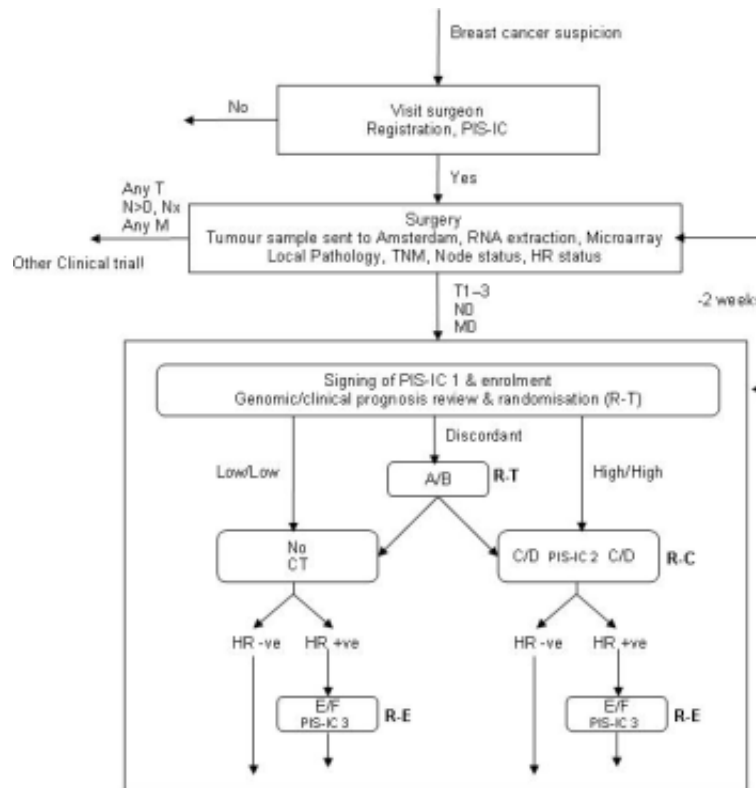 Breast cancer suspicion
No
Visit surgeon
Registration, PIS-IC
Yes
Any T
N>0, Nx
Any M
Other Clinical trial!
Surgery
Tumour sample sent to Amsterdam, RNA extraction, Microarray
Local Pathology, TNM, Node status, HR status
T1–3
N0
M0
-2 weeks
Signing of PIS-IC 1 & enrolment
Genomic/clinical prognosis review & randomisation (R-T)
Discordant
Low/Low
A/B
R-T
High/High
No
CT
C/D PIS-IC 2 C/D
R-C
HR -ve
HR +ve
HR -ve
HR +ve
E/F
PIS-IC 3
R-E
E/F
PIS-IC 3
R-E